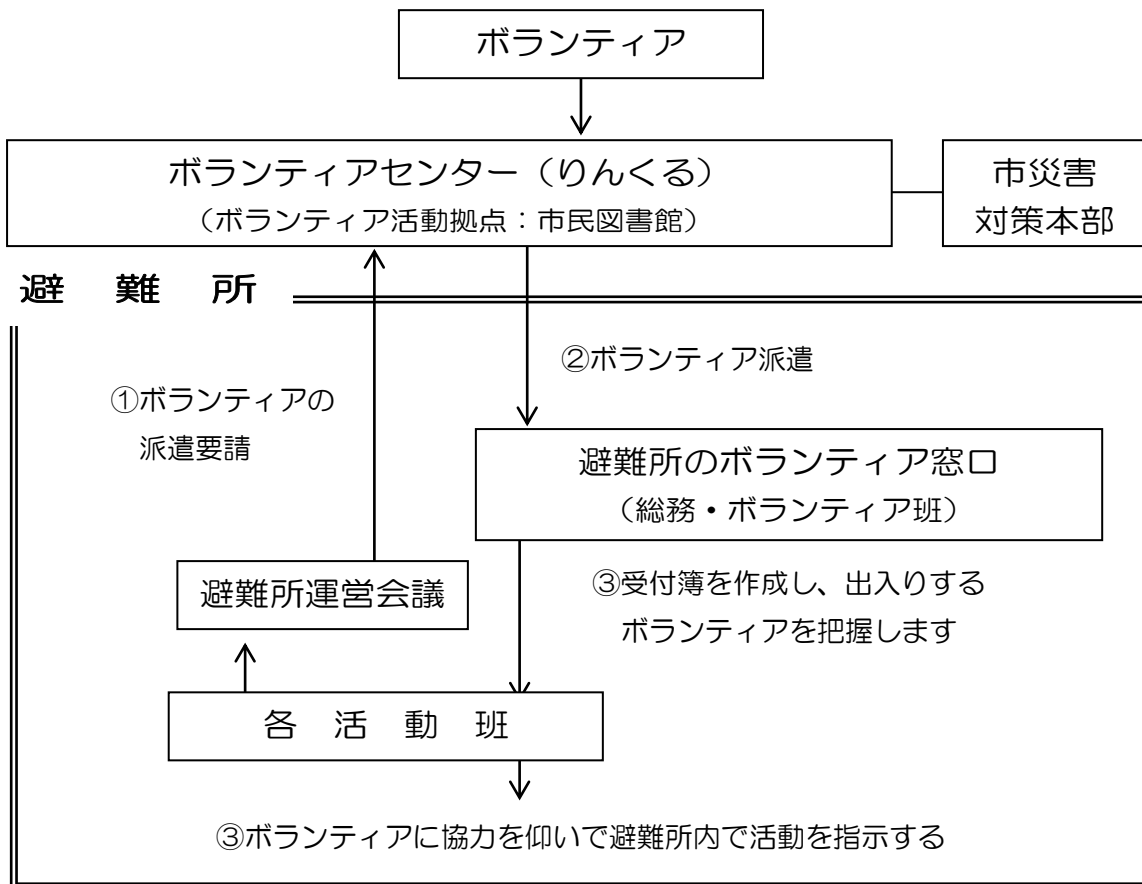 ボランティア
ボランティアセンター（りんくる）
（ボランティア活動拠点：市民図書館）
市災害
対策本部
避　難　所
②ボランティア派遣
①ボランティアの
派遣要請
避難所のボランティア窓口
（総務・ボランティア班）
避難所運営会議
③受付簿を作成し、出入りする
ボランティアを把握します
各　活　動　班
③ボランティアに協力を仰いで避難所内で活動を指示する